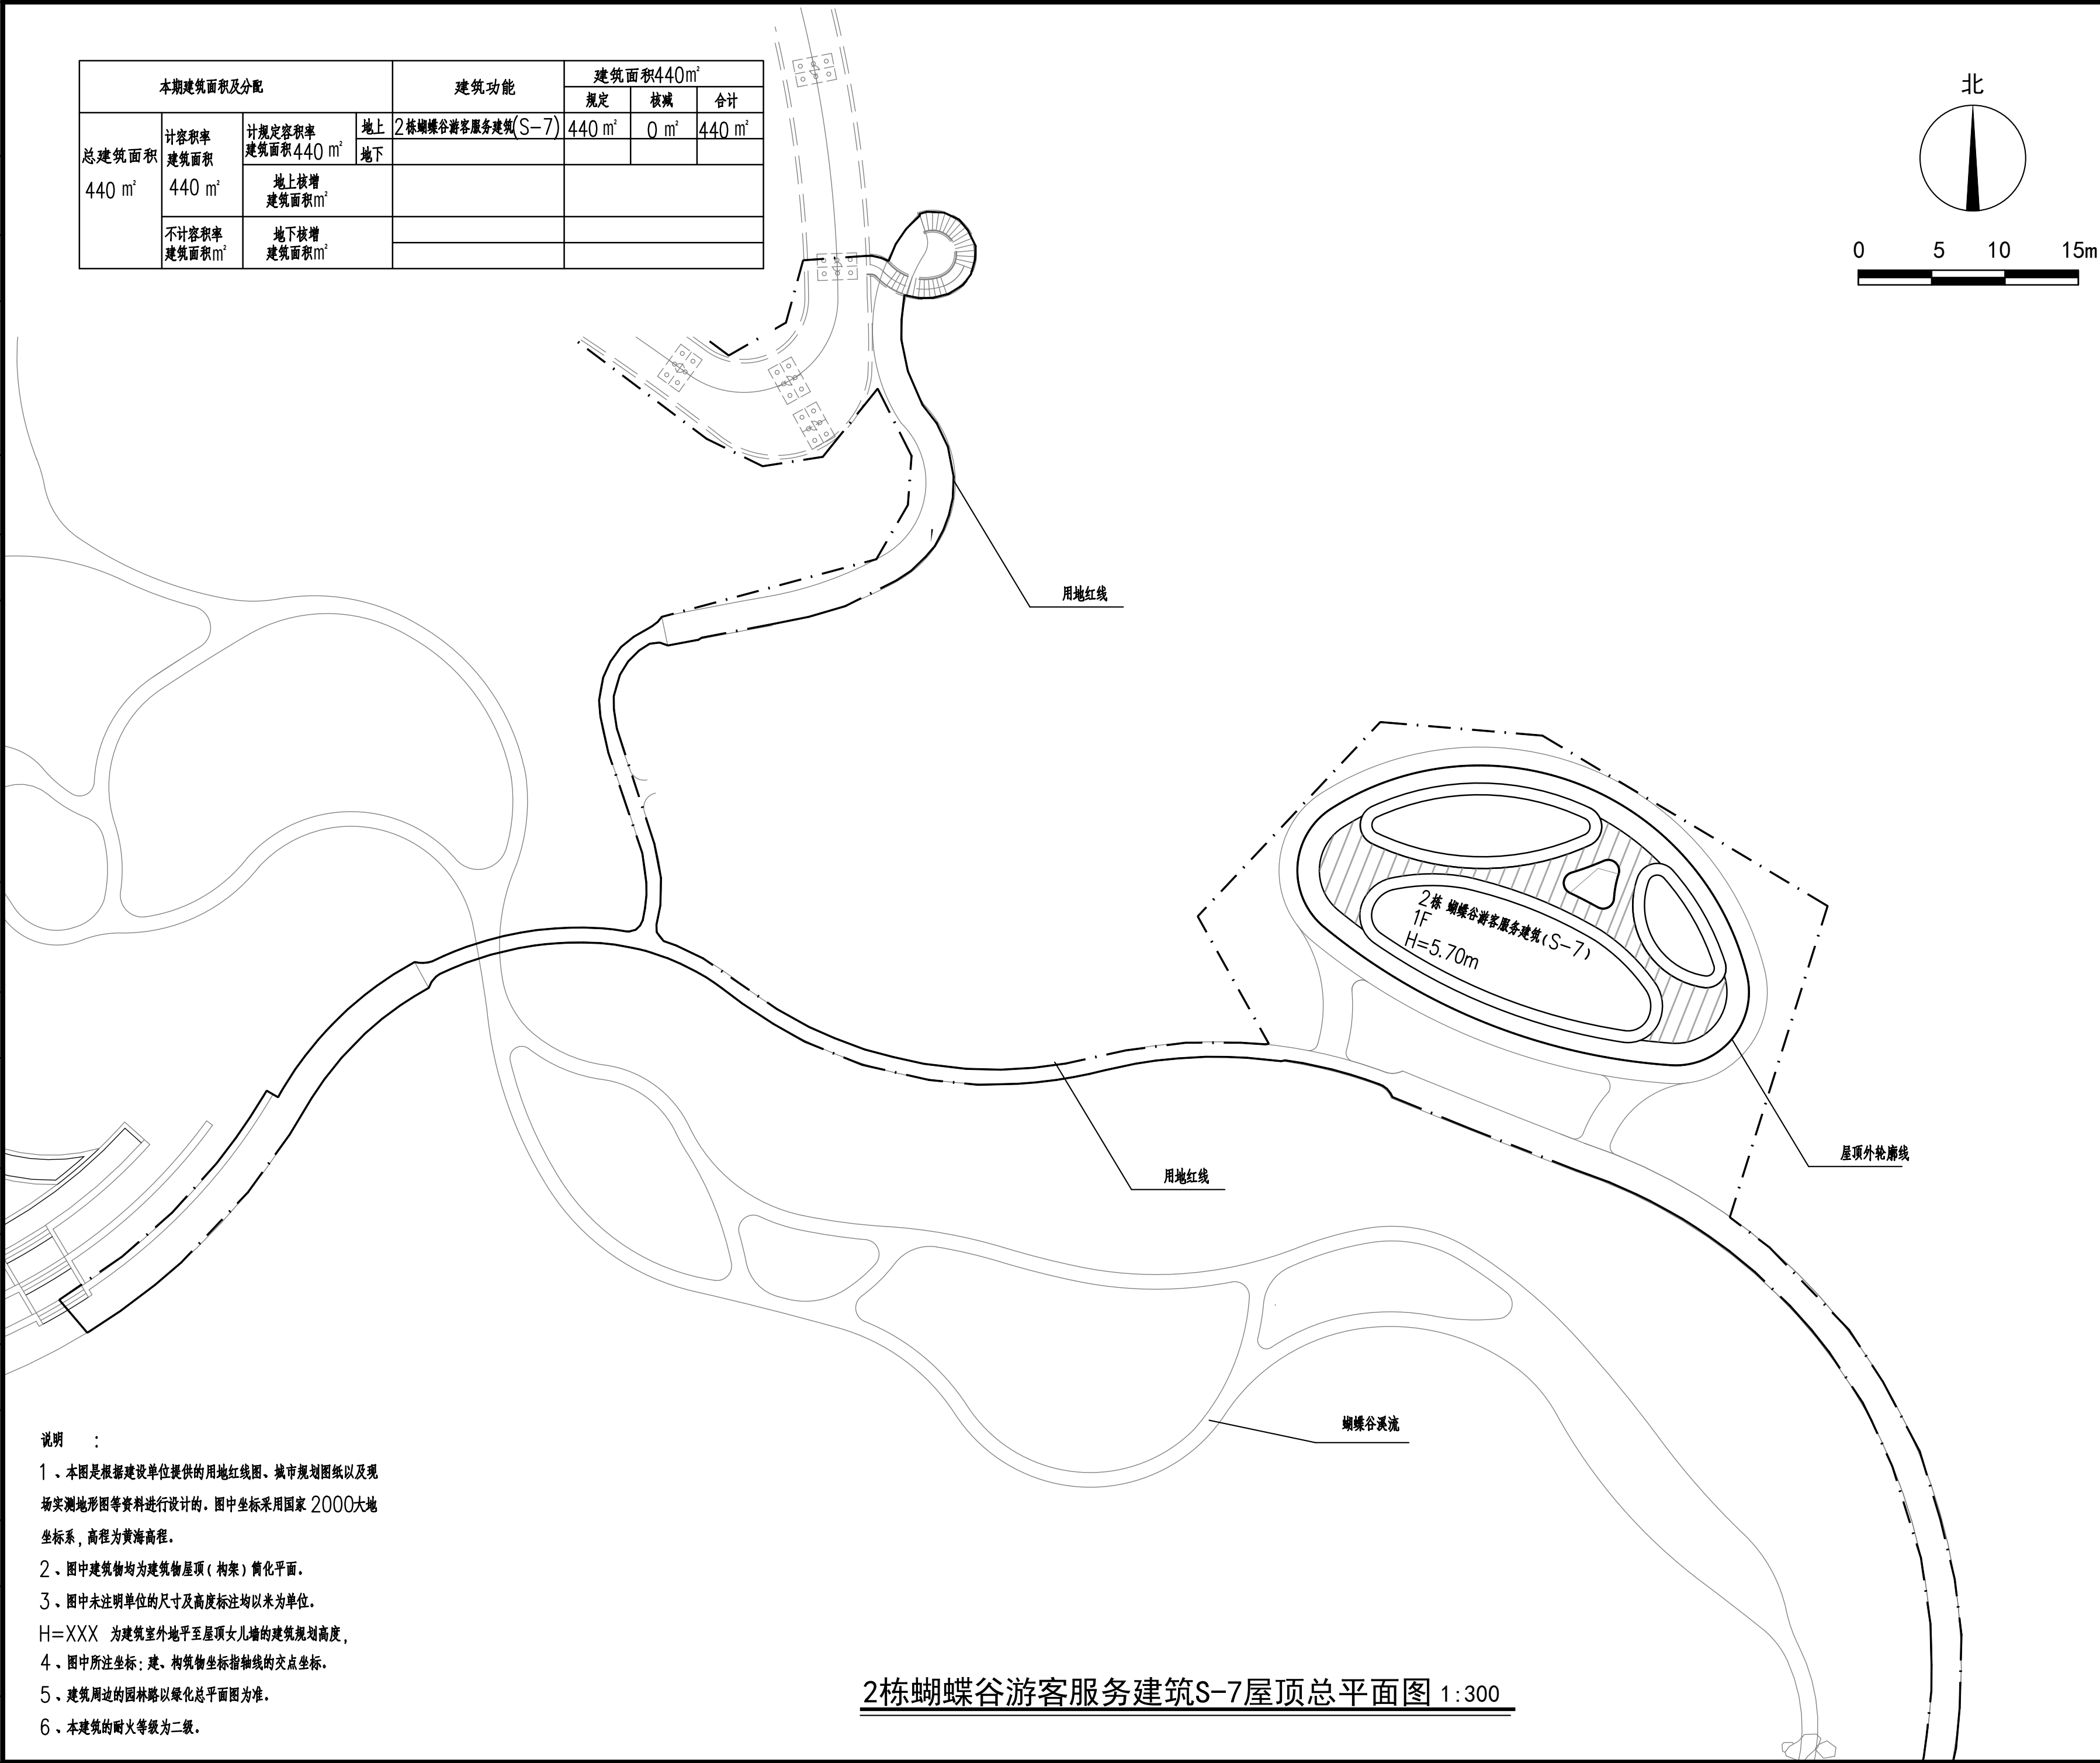 本期建筑面积及分配
建筑功能
建筑面积440㎡
规定
核减
合计
总建筑面积
440 ㎡
计容积率
建筑面积
440 ㎡
计规定容积率
建筑面积440 ㎡
地上
2栋蝴蝶谷游客服务建筑(S-7)
440 ㎡
0 ㎡
440 ㎡
地下
地上核增
建筑面积㎡
不计容积率
建筑面积㎡
地下核增
建筑面积㎡
北
0 5 10 15m
用地红线
2栋 蝴蝶谷游客服务建筑(S-7)
1F
H=5.70m
屋顶外轮廓线
用地红线
蝴蝶谷溪流
说明 :
1、本图是根据建设单位提供的用地红线图、城市规划图纸以及现
场实测地形图等资料进行设计的。图中坐标采用国家 2000大地
坐标系, 高程为黄海高程。
2、图中建筑物均为建筑物屋顶(构架)简化平面。
3、图中未注明单位的尺寸及高度标注均以米为单位。
H=XXX 为建筑室外地平至屋顶女儿墙的建筑规划高度,
4、图中所注坐标: 建、构筑物坐标指轴线的交点坐标。
5、建筑周边的园林路以绿化总平面图为准。
6、本建筑的耐火等级为二级。
2栋蝴蝶谷游客服务建筑S-7屋顶总平面图 1:300